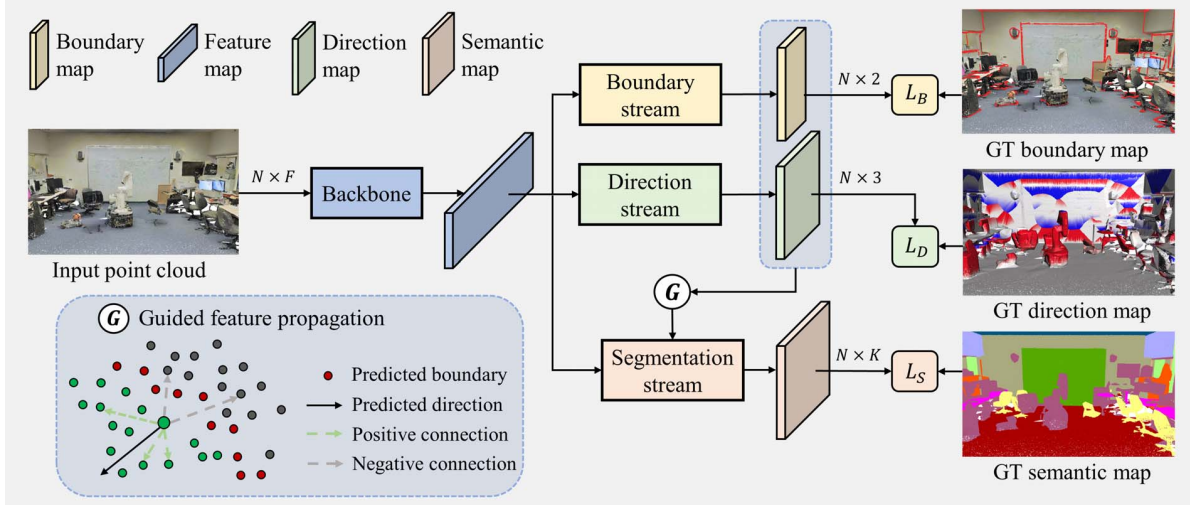 Boundary
map
Feature
map
Direction
map
Semantic
map
Input point cloud
N × F
Backbone
Boundary
stream
Direction
stream
Segmentation
stream
G
N × 2
N × 3
N × K
L_B
L_D
L_S
GT boundary map
GT direction map
GT semantic map
G Guided feature propagation
Predicted boundary
Predicted direction
Positive connection
Negative connection